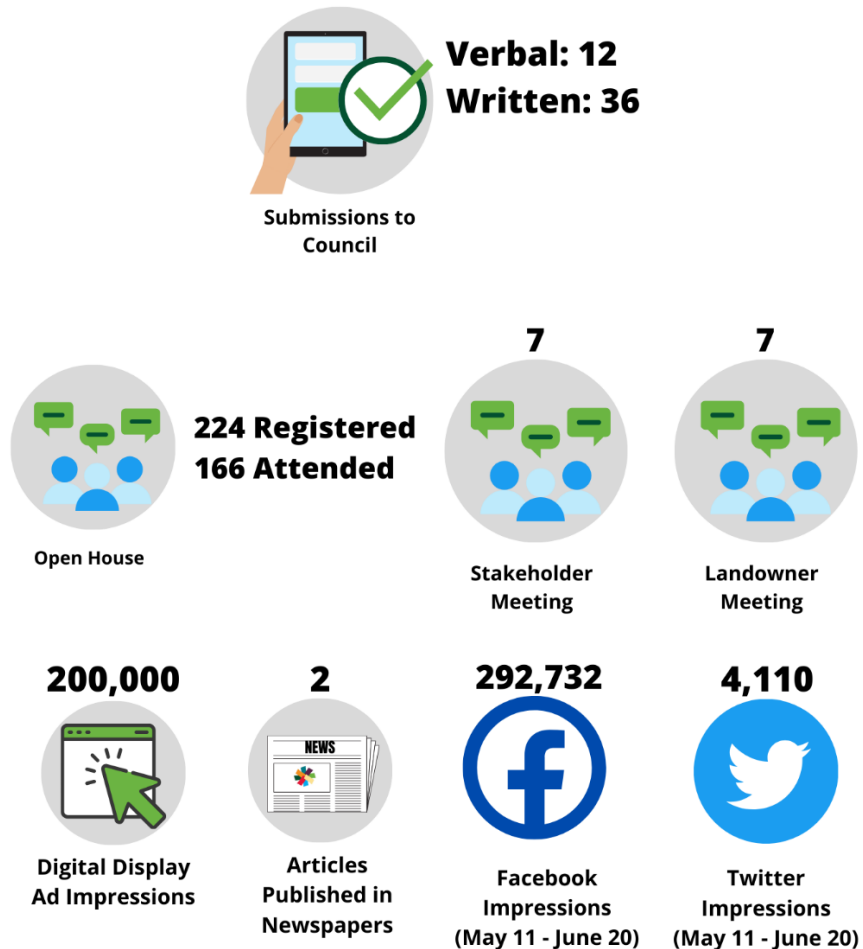 Verbal: 12
Written: 36
Submissions to
Council
224 Registered
166 Attended
Open House
7
Stakeholder
Meeting
7
Landowner
Meeting
200,000
Digital Display
Ad Impressions
2
NEWS
Articles
Published in
Newspapers
292,732
Facebook
Impressions
(May 11 - June 20)
4,110
Twitter
Impressions
(May 11 - June 20)